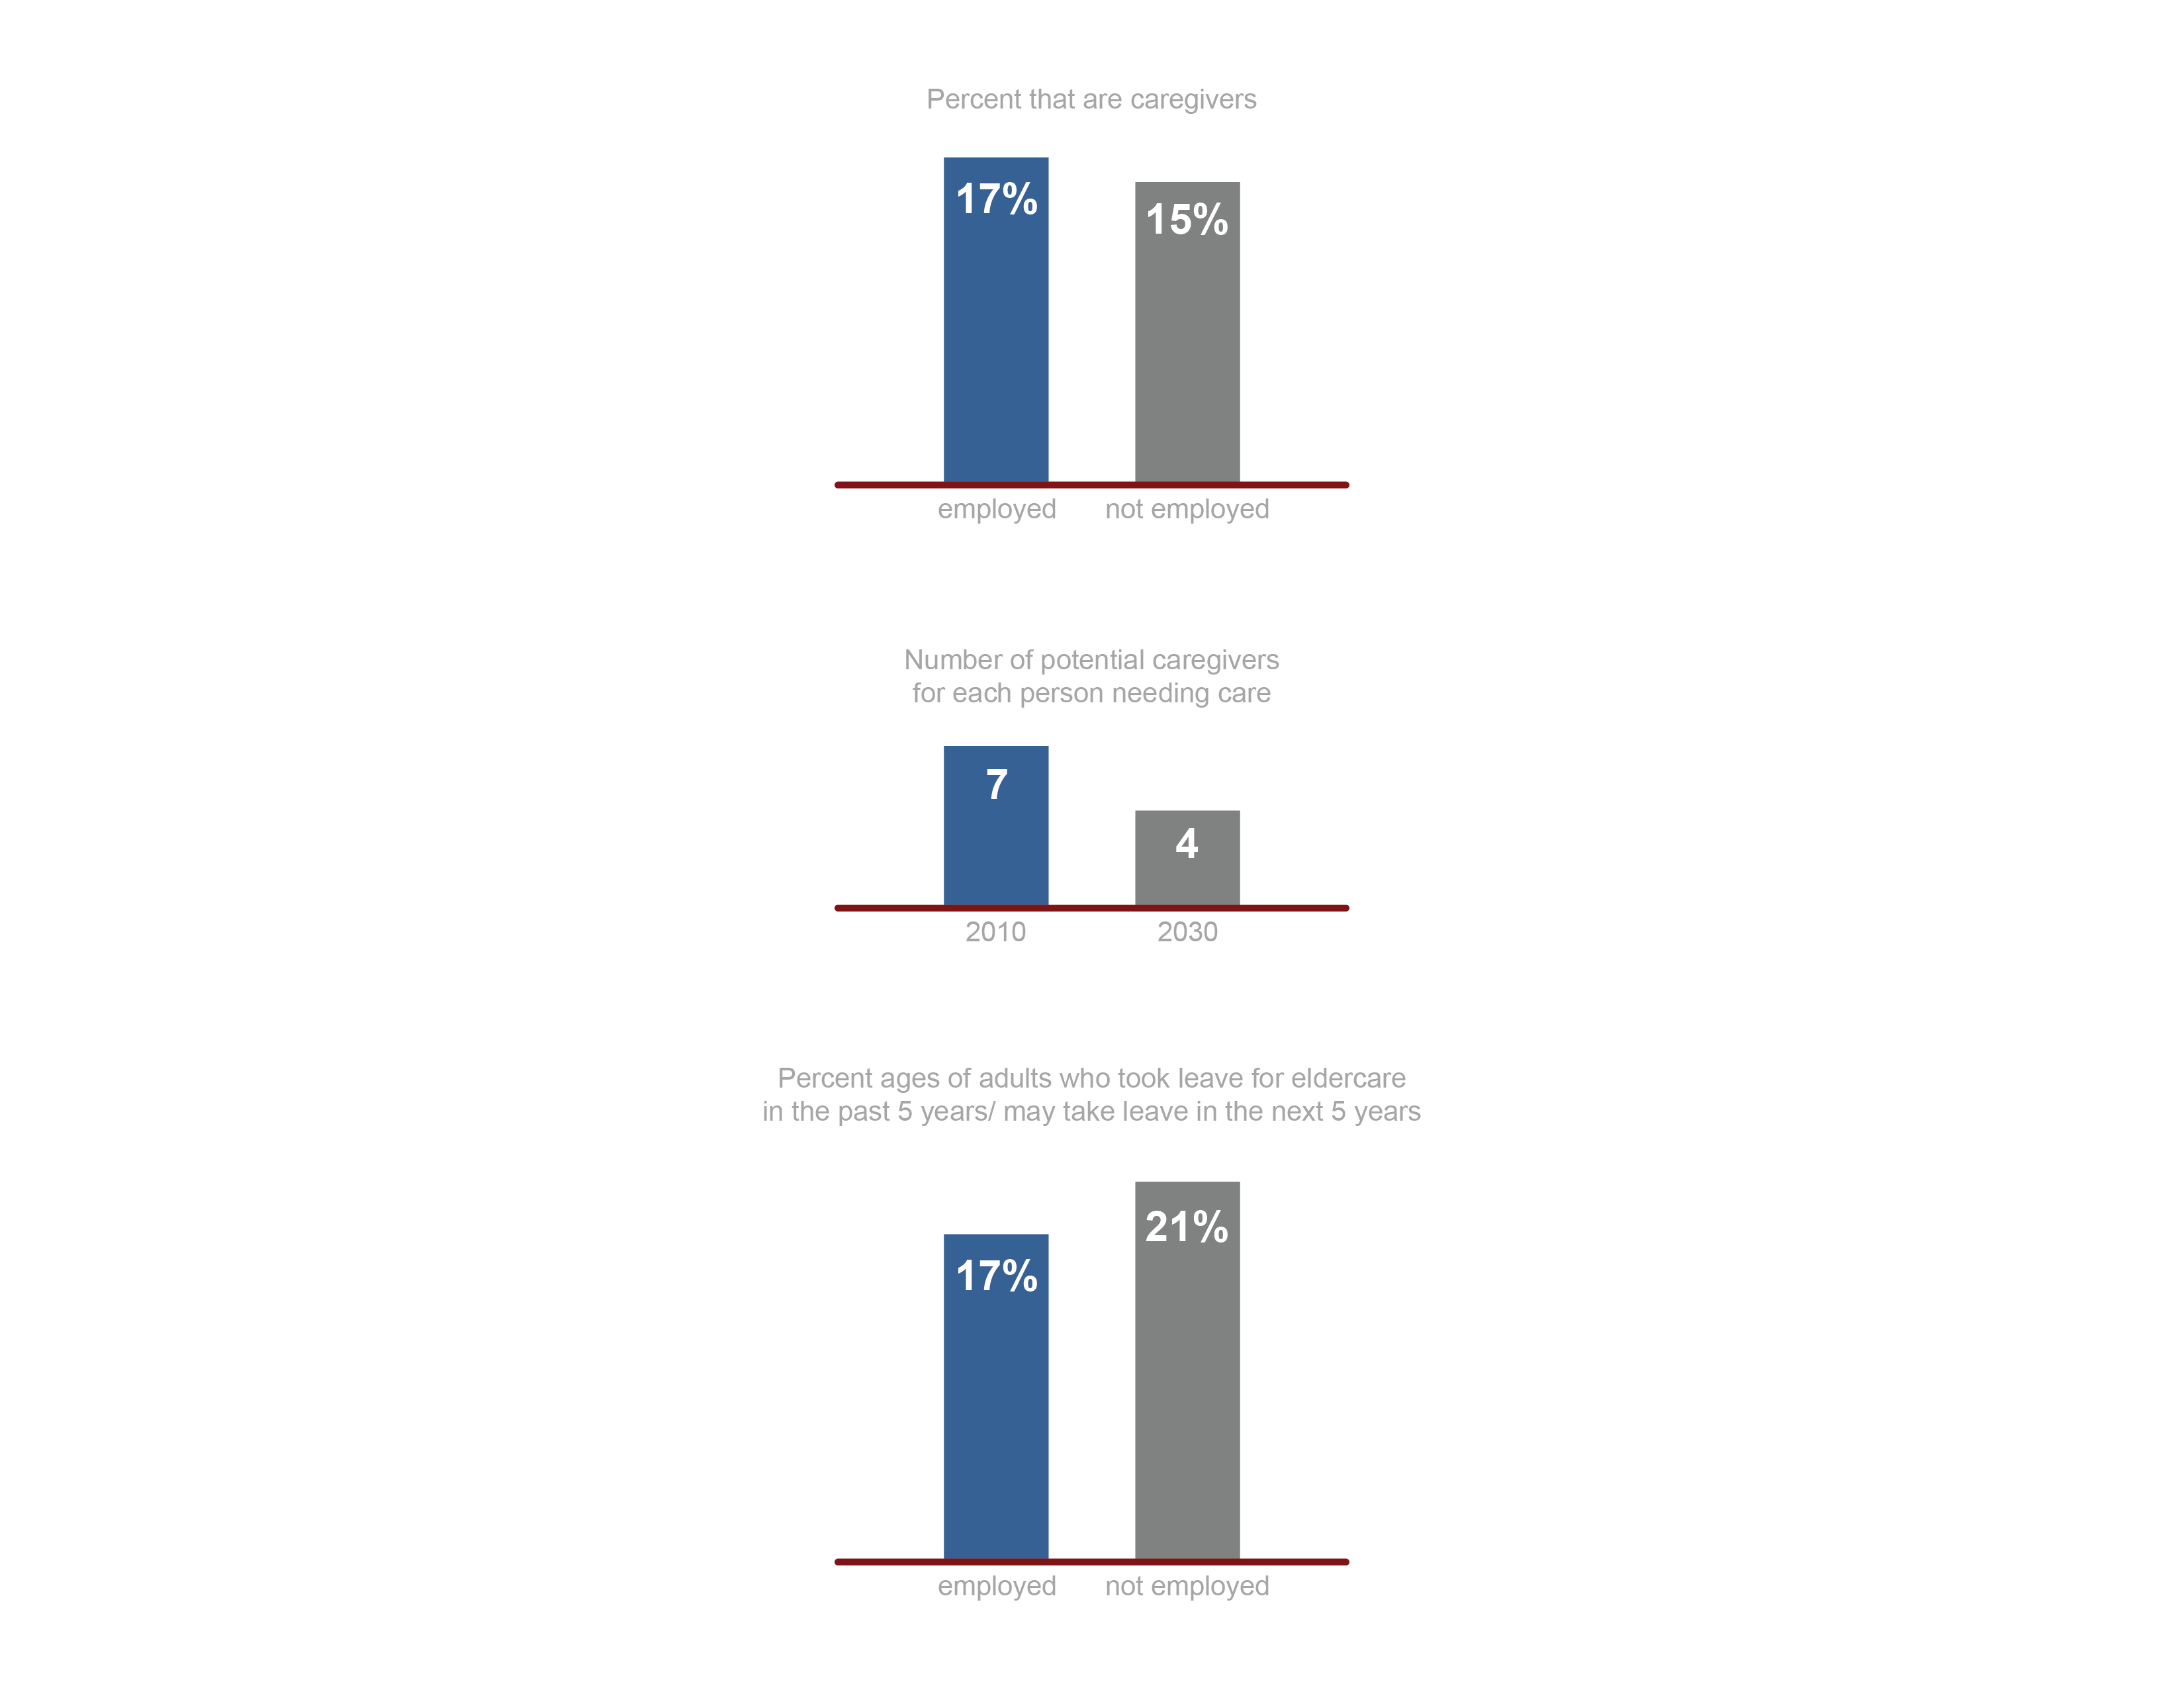 Percent that are caregivers
17%
15%
employed
not employed
Number of potential caregivers
for each person needing care
7
4
2010
2030
Percent ages of adults who took leave for eldercare
in the past 5 years/ may take leave in the next 5 years
17%
21%
employed
not employed